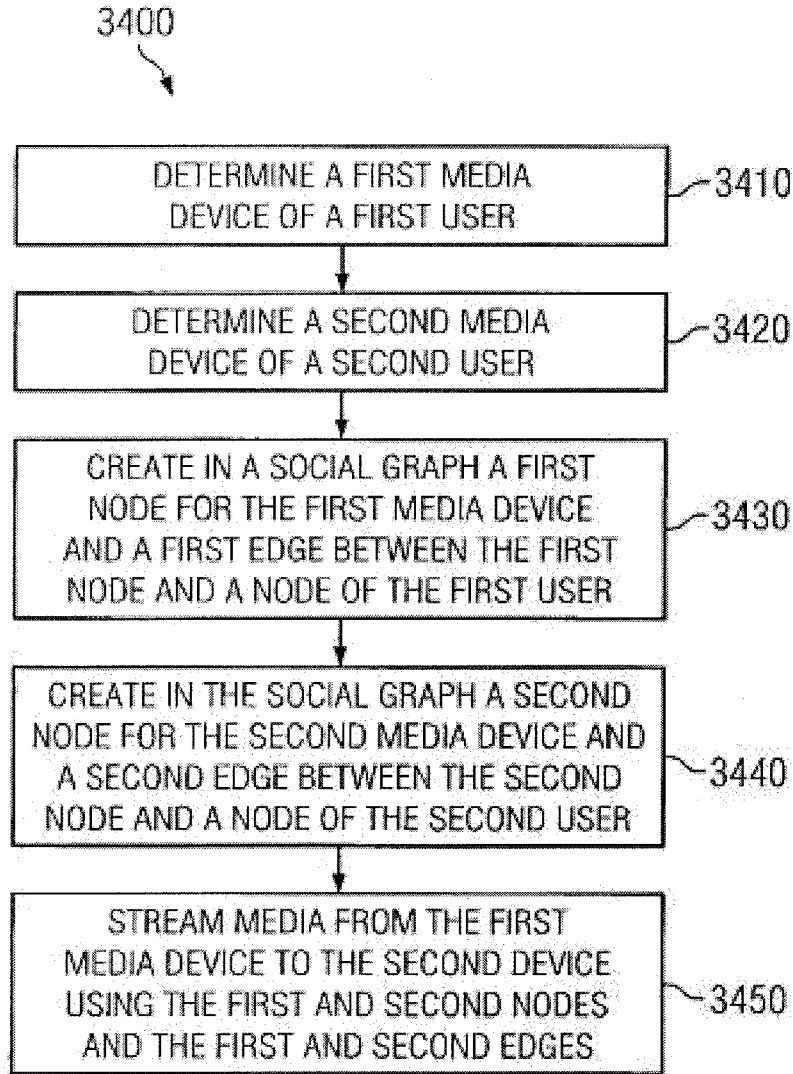 3400
DETERMINE A FIRST MEDIA
DEVICE OF A FIRST USER
3410
DETERMINE A SECOND MEDIA
DEVICE OF A SECOND USER
3420
CREATE IN A SOCIAL GRAPH A FIRST
NODE FOR THE FIRST MEDIA DEVICE
AND A FIRST EDGE BETWEEN THE FIRST
NODE AND A NODE OF THE FIRST USER
3430
CREATE IN THE SOCIAL GRAPH A SECOND
NODE FOR THE SECOND MEDIA DEVICE AND
A SECOND EDGE BETWEEN THE SECOND
NODE AND A NODE OF THE SECOND USER
3440
STREAM MEDIA FROM THE FIRST
MEDIA DEVICE TO THE SECOND DEVICE
USING THE FIRST AND SECOND NODES
AND THE FIRST AND SECOND EDGES
3450